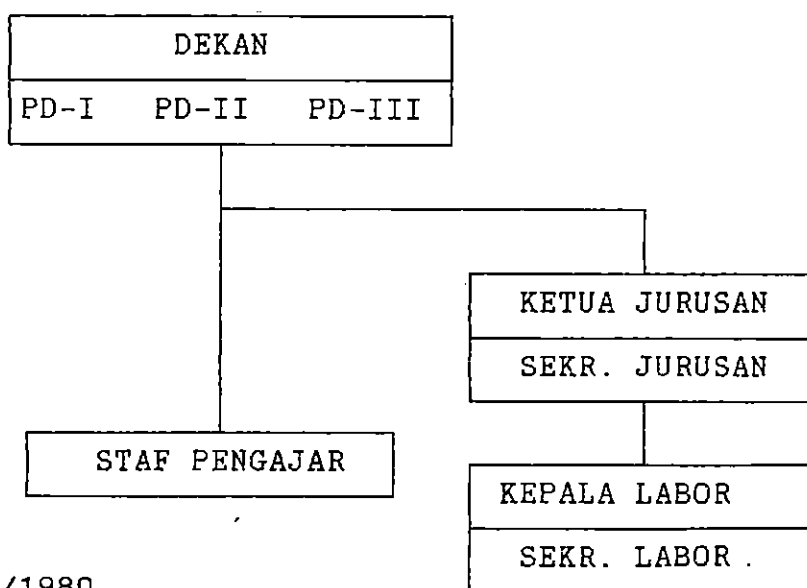 DEKAN
PD-I PD-II PD-III
KETUA JURUSAN
SEKR. JURUSAN
STAF PENGAJAR
KEPALA LABOR
SEKR. LABOR .
/1980